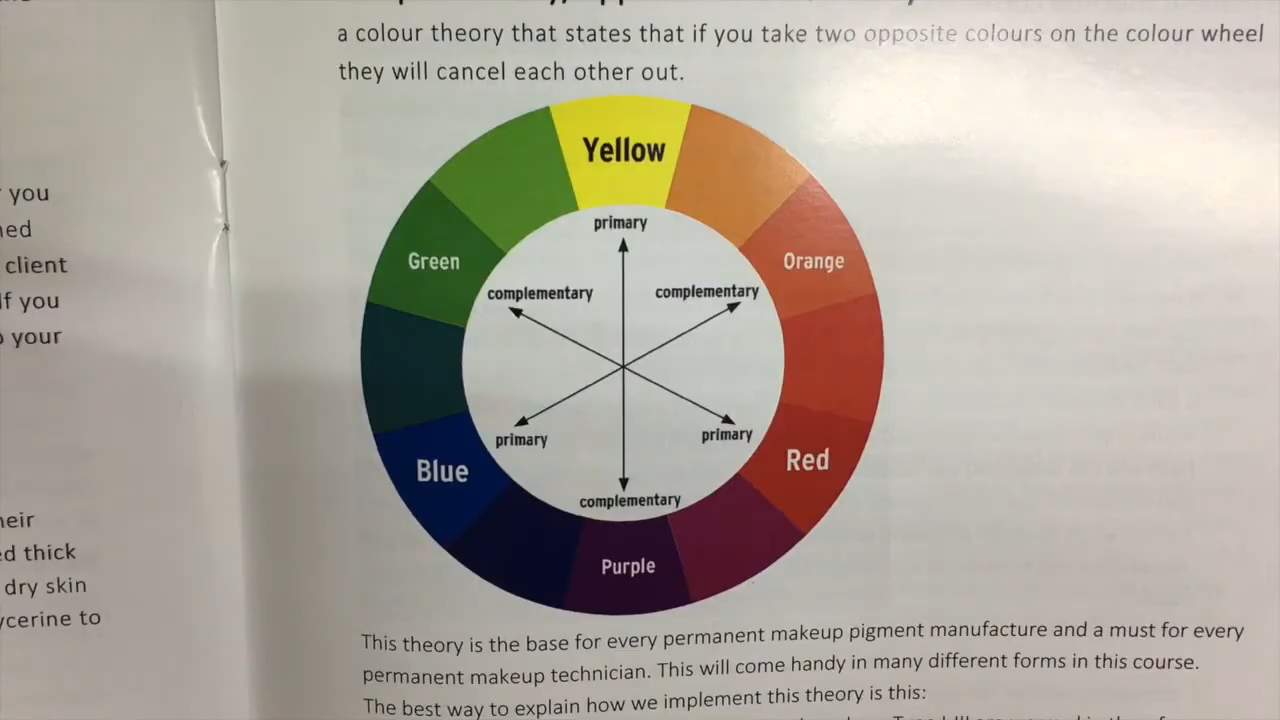 you
client
If you
your
thick
dry skin
to
a colour theory that states that if you take two opposite colours on the colour wheel
they will cancel each other out.
Yellow
primary
Green
Orange
complementary
complementary
primary
primary
Blue
Red
complementary
Purple
This theory is the base for every permanent makeup pigment manufacture and a must for every
permanent makeup technician. This will come handy in many different forms in this course.
The best way to explain how we implement this theory is this: